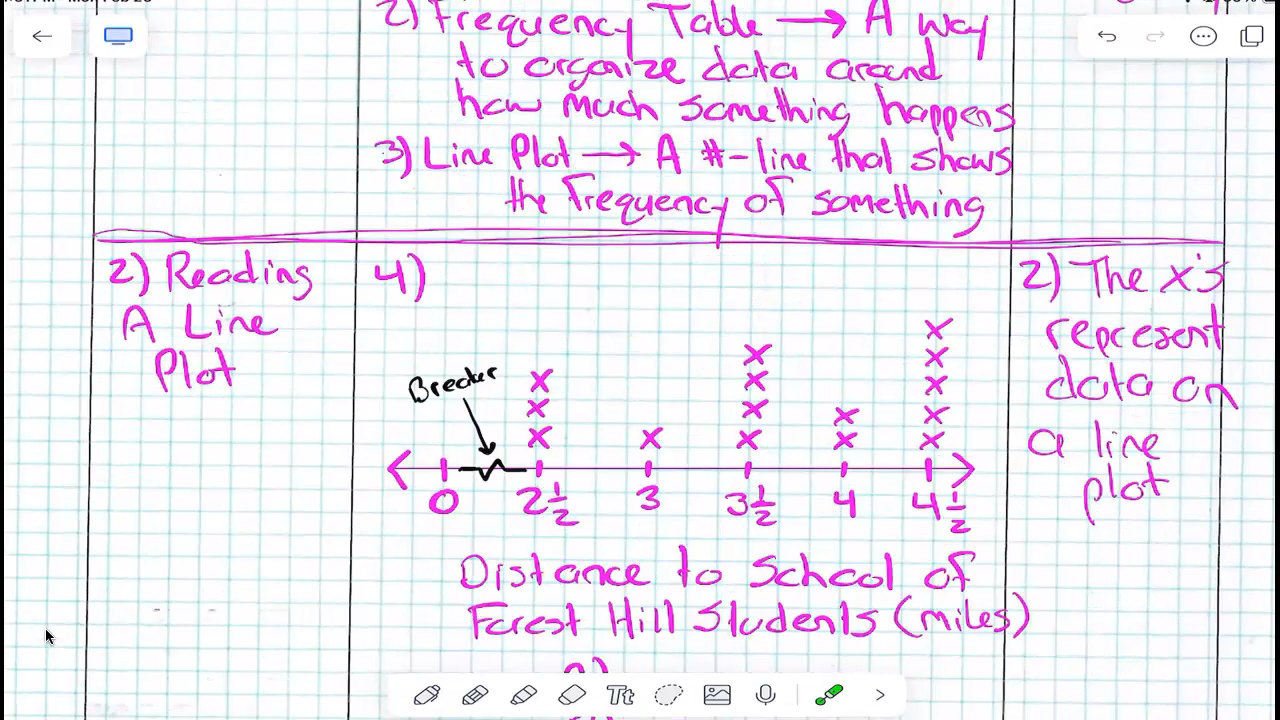 2) Frequency Table → A way
to organize data around
how much something happens
3) Line Plot → A #-line that shows
the frequency of something
2) Reading
A Line
Plot
4)
Breaker
x x x
x
x x x x
x x
x x x x x
0 2 1/2 3 3 1/2 4 4 1/2
Distance to School of
Forest Hill Students (miles)
2) The x's
represent
data on
a line
plot
Tt